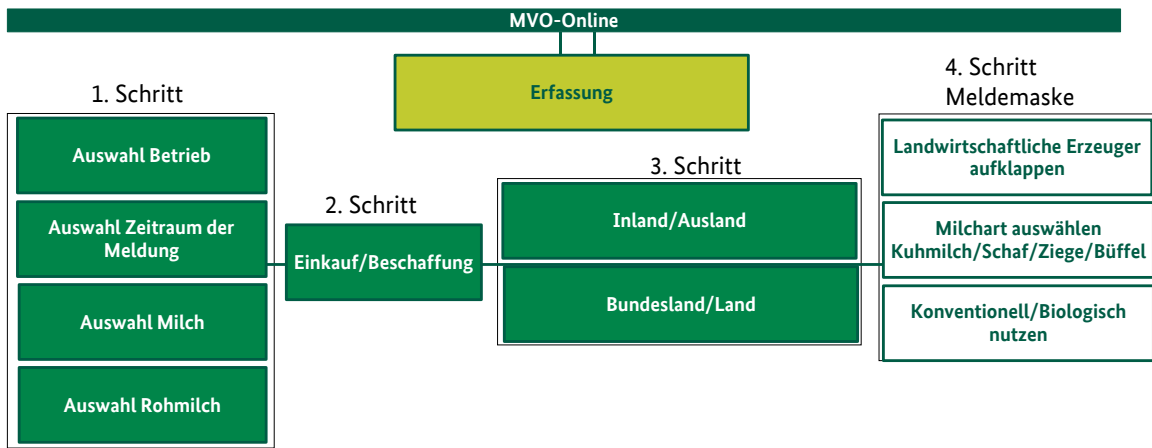 MVO-Online
Erfassung
1. Schritt
Auswahl Betrieb
Auswahl Zeitraum der
Meldung
Auswahl Milch
Auswahl Rohmilch
2. Schritt
Einkauf/Beschaffung
3. Schritt
Inland/Ausland
Bundesland/Land
4. Schritt
Meldemaske
Landwirtschaftliche Erzeuger
aufklappen
Milchart auswählen
Kuhmilch/Schaf/Ziege/Büffel
Konventionell/Biologisch
nutzen